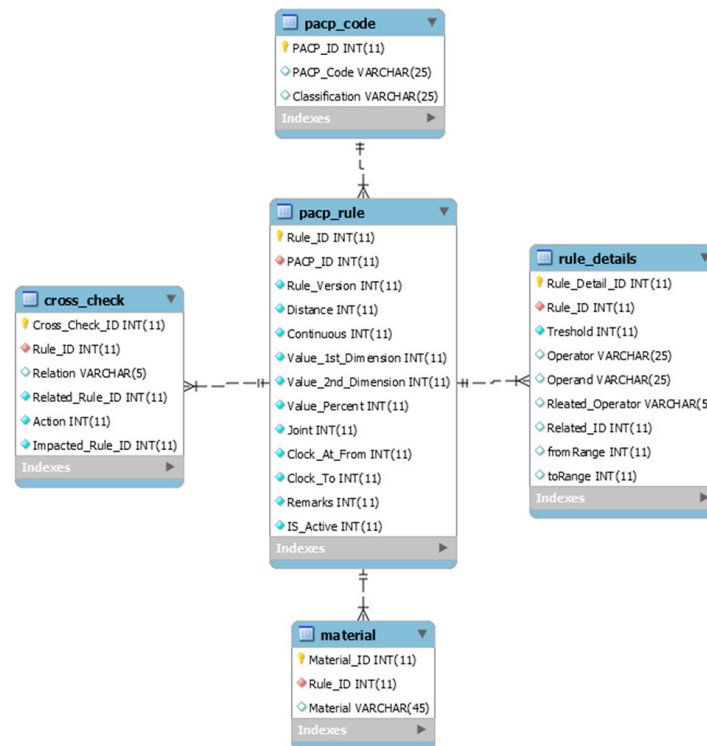 pacp_code
PACP_ID INT(11)
PACP_Code VARCHAR(25)
Classification VARCHAR(25)
Indexes
pacp_rule
Rule_ID INT(11)
PACP_ID INT(11)
Rule_Version INT(11)
Distance INT(11)
Continuous INT(11)
Value_1st_Dimension INT(11)
Value_2nd_Dimension INT(11)
Value_Percent INT(11)
Joint INT(11)
Clock_At_From INT(11)
Clock_To INT(11)
Remarks INT(11)
IS_Active INT(11)
Indexes
cross_check
Cross_Check_ID INT(11)
Rule_ID INT(11)
Relation VARCHAR(5)
Related_Rule_ID INT(11)
Action INT(11)
Impacted_Rule_ID INT(11)
Indexes
rule_details
Rule_Detail_ID INT(11)
Rule_ID INT(11)
Treshold INT(11)
Operator VARCHAR(25)
Operand VARCHAR(25)
Rleated_Operator VARCHAR(5
Related_ID INT(11)
fromRange INT(11)
toRange INT(11)
Indexes
material
Material_ID INT(11)
Rule_ID INT(11)
Material VARCHAR(45)
Indexes